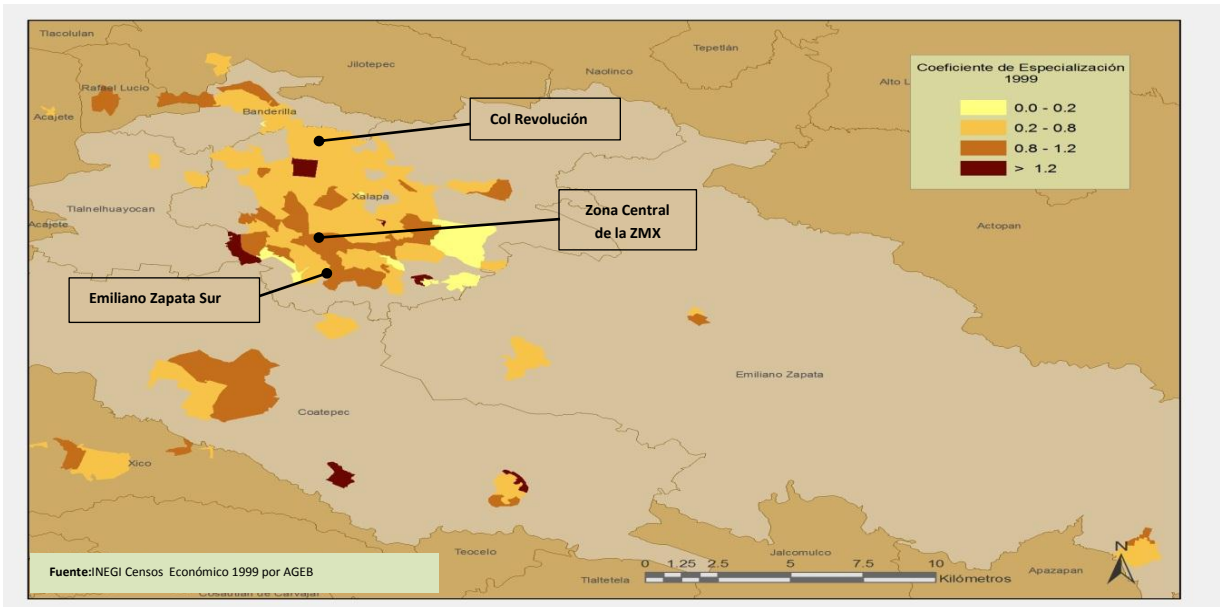 Tlacolulan
Tepetlán
Jilotepec
Naolinco
Alto L
Coeficiente de Especialización
1999
0.0 - 0.2
0.2 - 0.8
0.8 - 1.2
> 1.2
Rafael Lucio
Acajete
Banderilla
Col Revolución
Xalapa
Tlalnelhuayocan
Acajete
Zona Central
de la ZMX
Actopan
Emiliano Zapata Sur
Emiliano Zapata
Coatepec
Xico
Teocelo
Jalcomulco
Apazapan
N
Tlaltetela
0 1.25 2.5 5 7.5 10
Kilómetros
Fuente:INEGI Censos Económico 1999 por AGEB
Cosautlán de Carvajal